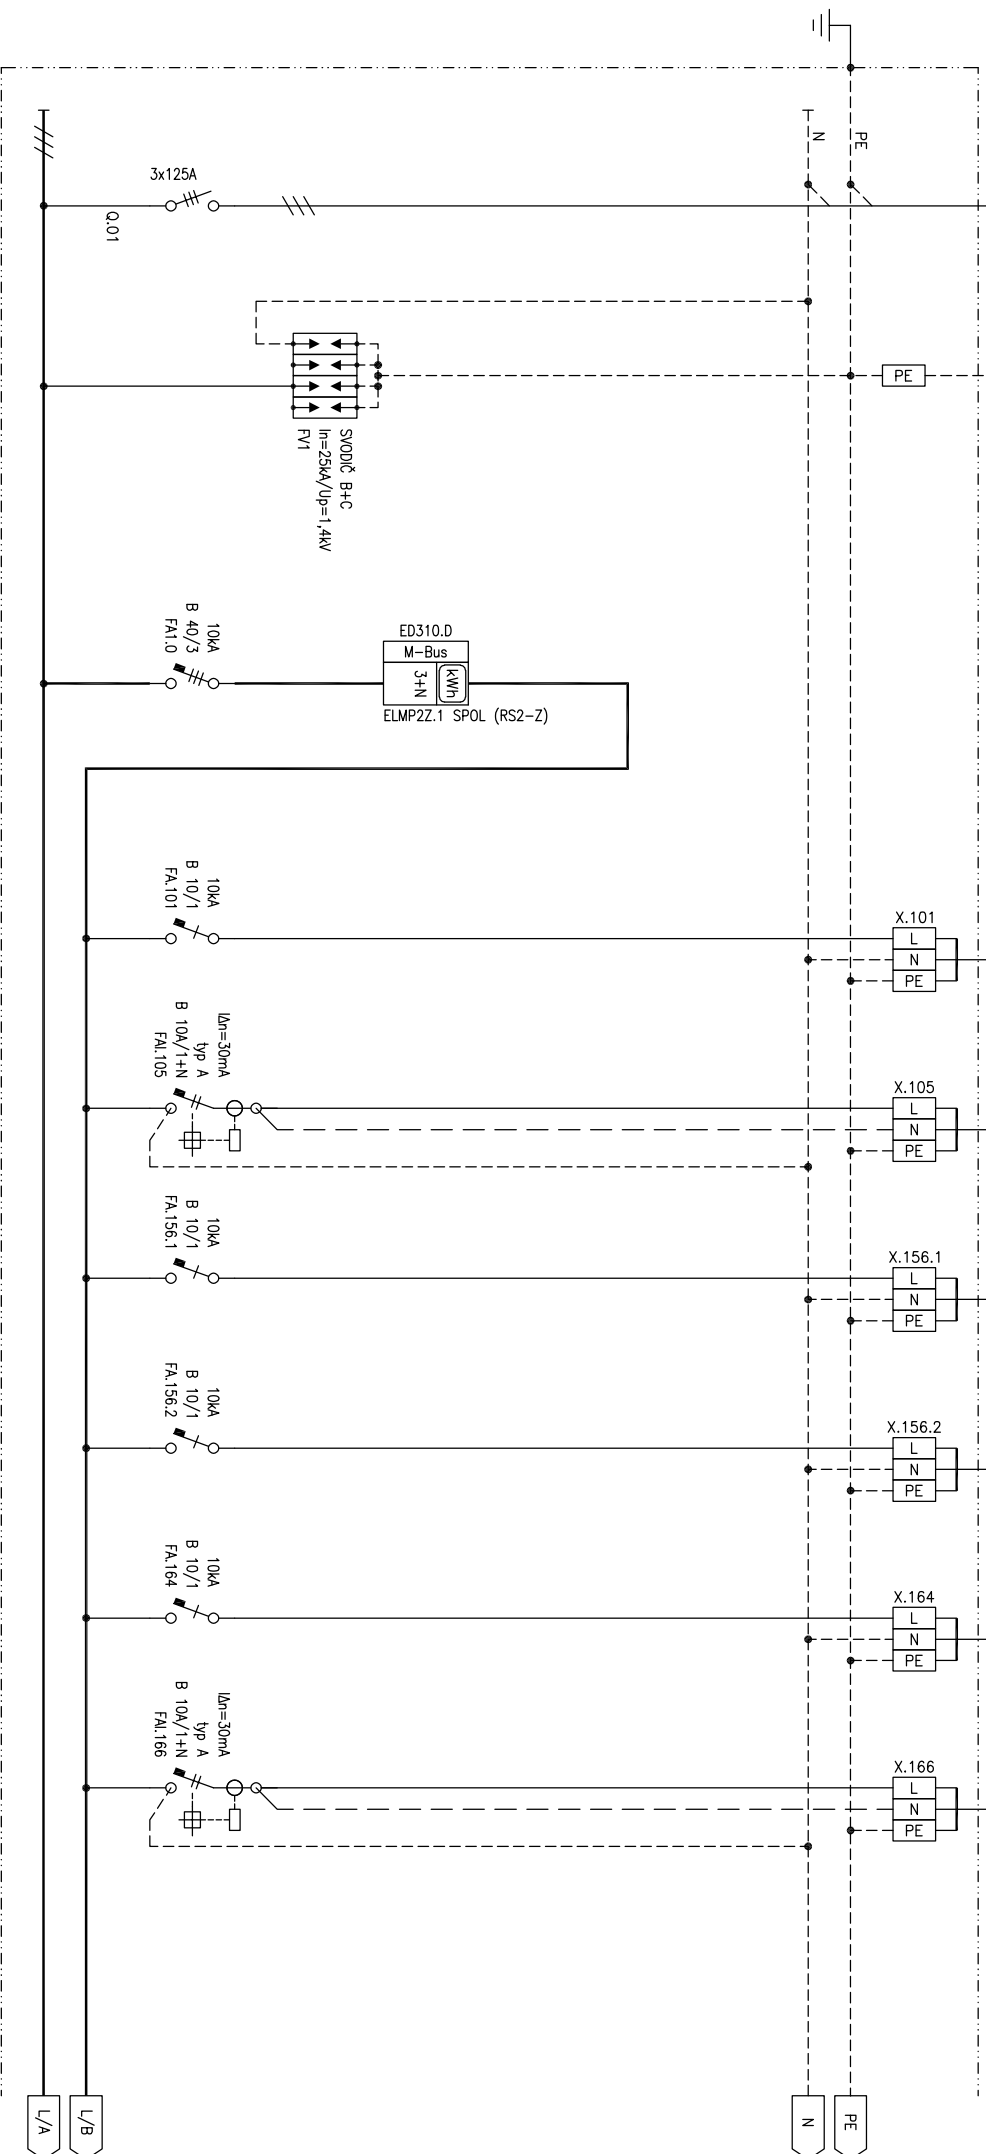 PE
N
3x125A
Q.01
PE
SVODIČ B+C
In=25kA/Up=1,4kV
FV1
10kA
B 40/3
FA1.0
ED310.D
M-Bus
kWh
3+N
ELMP2Z.1 SPOL (RS2-Z)
10kA
B 10/1
FA.101
X.101
L
N
PE
IΔn=30mA
typ A
B 10A/1+N
FAI.105
X.105
L
N
PE
10kA
B 10/1
FA.156.1
X.156.1
L
N
PE
10kA
B 10/1
FA.156.2
X.156.2
L
N
PE
10kA
B 10/1
FA.164
X.164
L
N
PE
IΔn=30mA
typ A
B 10A/1+N
FAI.166
X.166
L
N
PE
L/A
L/B
N
PE